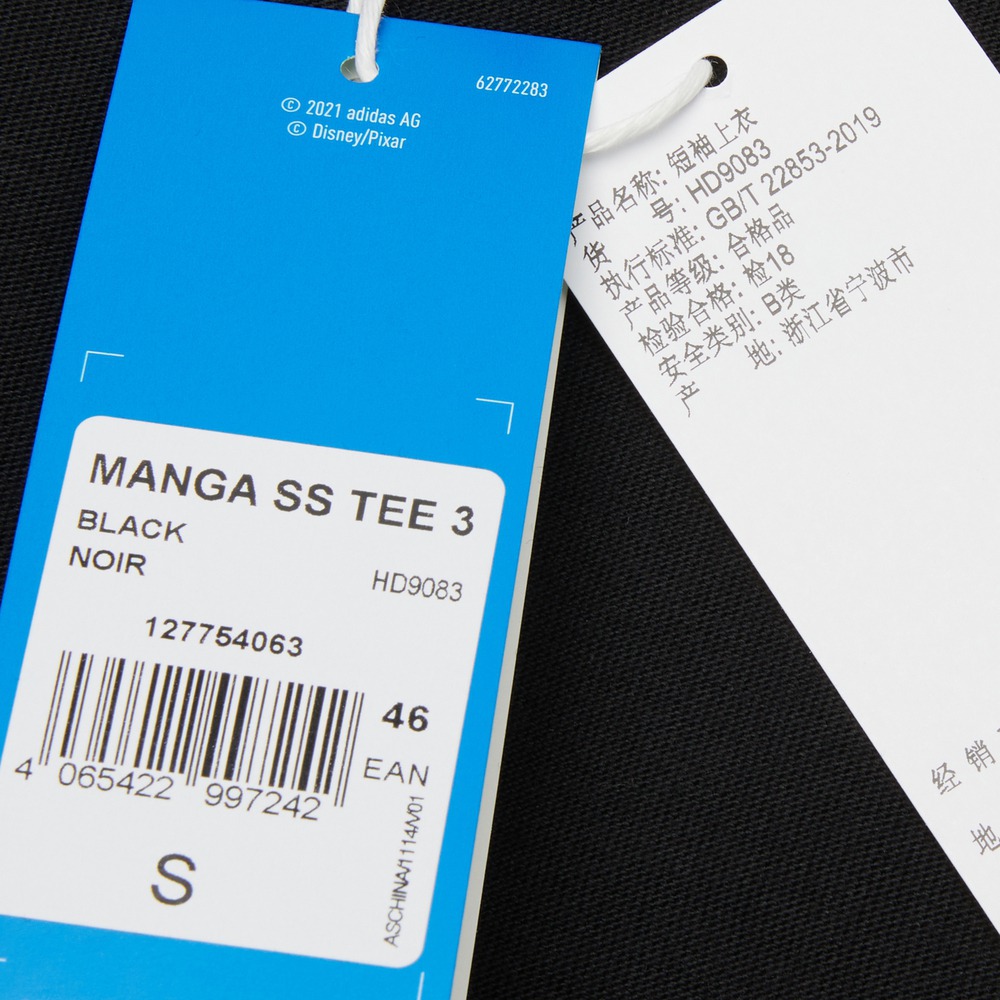 62772283
© 2021 adidas AG
© Disney/Pixar
MANGA SS TEE 3
BLACK
NOIR
HD9083
127754063
46
EAN
4 065422 997242
S
ASCHINA/1114/V01
产品名称: 短袖上衣
货 号: HD9083
执行标准: GB/T 22853-2019
产品等级: 合格品
检验合格: 检18
安全类别: B类
产 地: 浙江省宁波市
经 销
地